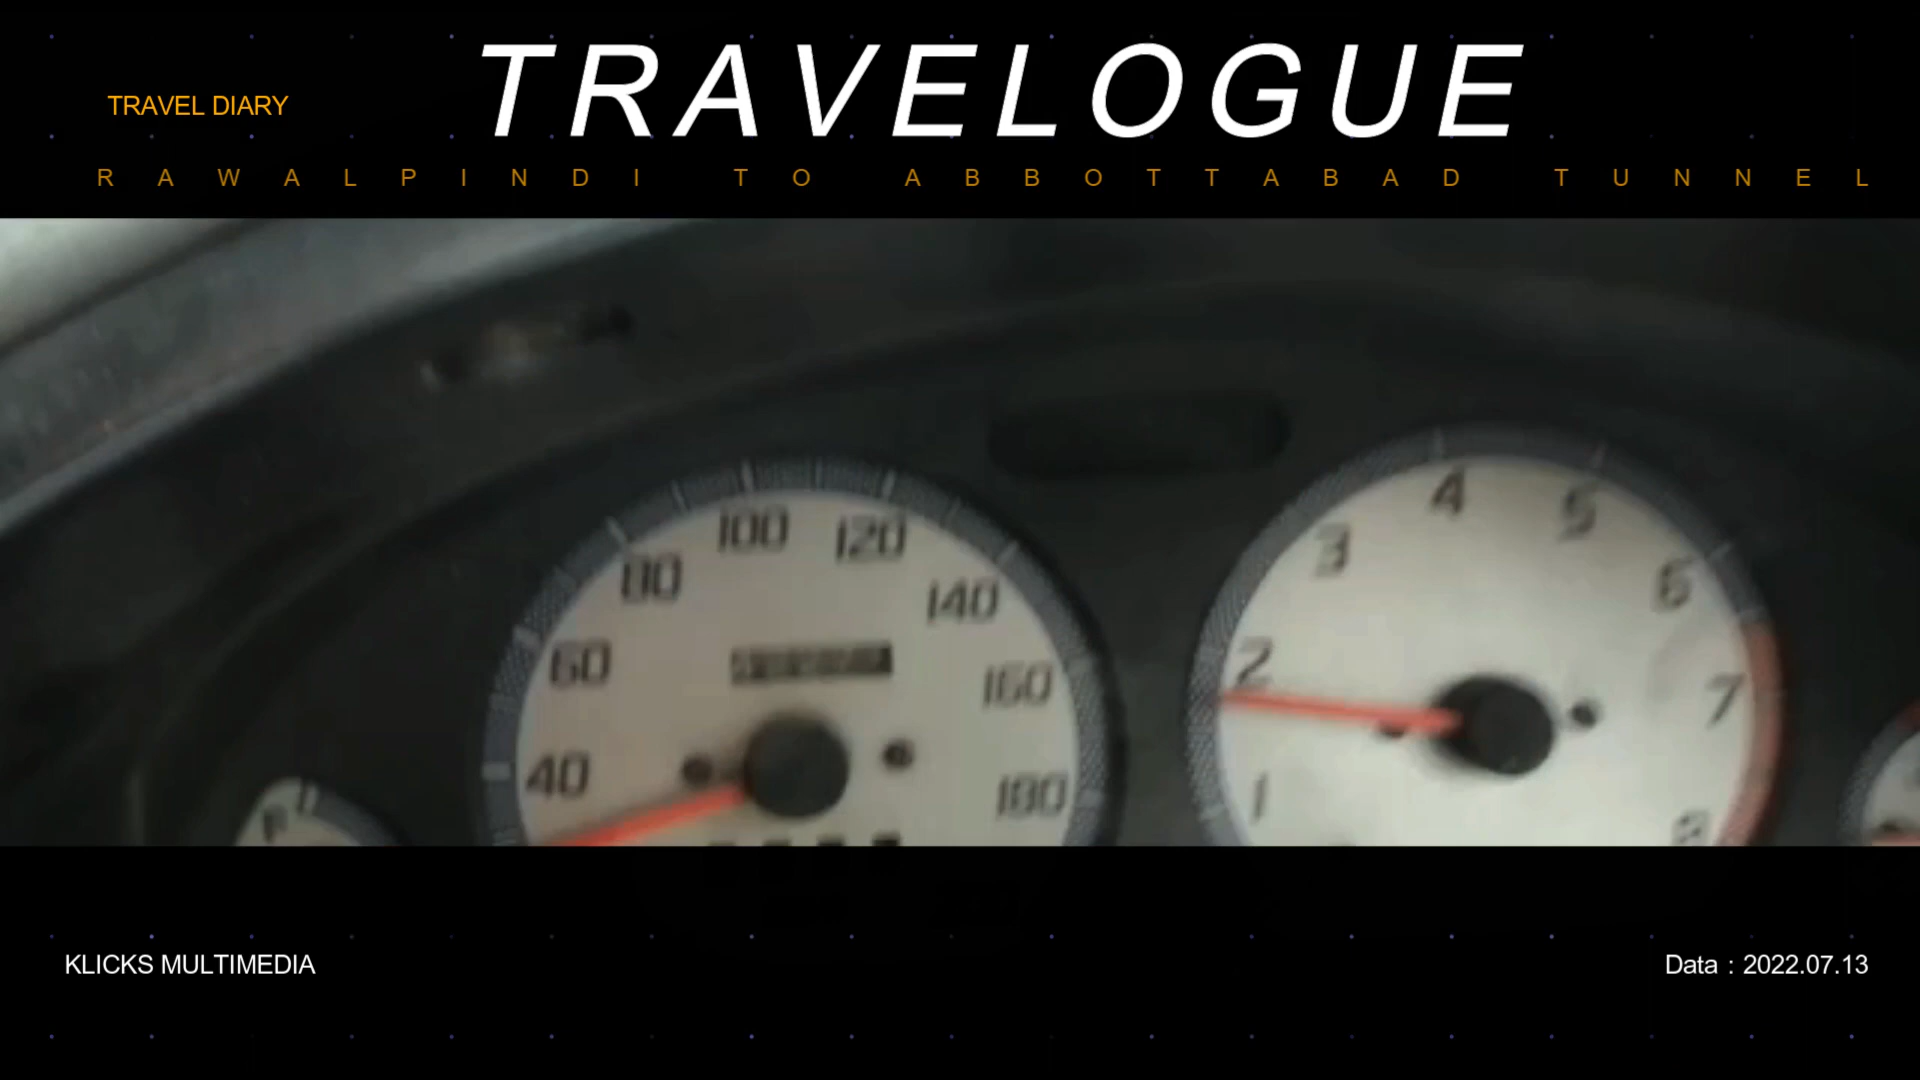 TRAVELOGUE
TRAVEL DIARY
RAWALPINDI TO ABBOTTABAD TUNNEL
100 120
80 140
60 160
40 180
4 5
3 6
2 7
1 8
F
KLICKS MULTIMEDIA
Data : 2022.07.13